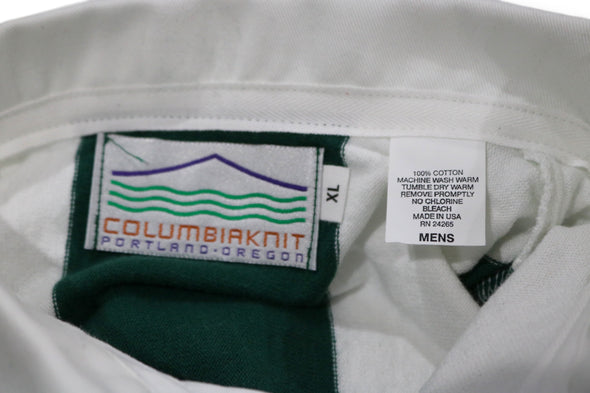 COLUMBIAKNIT
PORTLAND·OREGON
XL
100% COTTON
MACHINE WASH WARM
TUMBLE DRY WARM
REMOVE PROMPTLY
NO CHLORINE
BLEACH
MADE IN USA
RN 24265
MENS